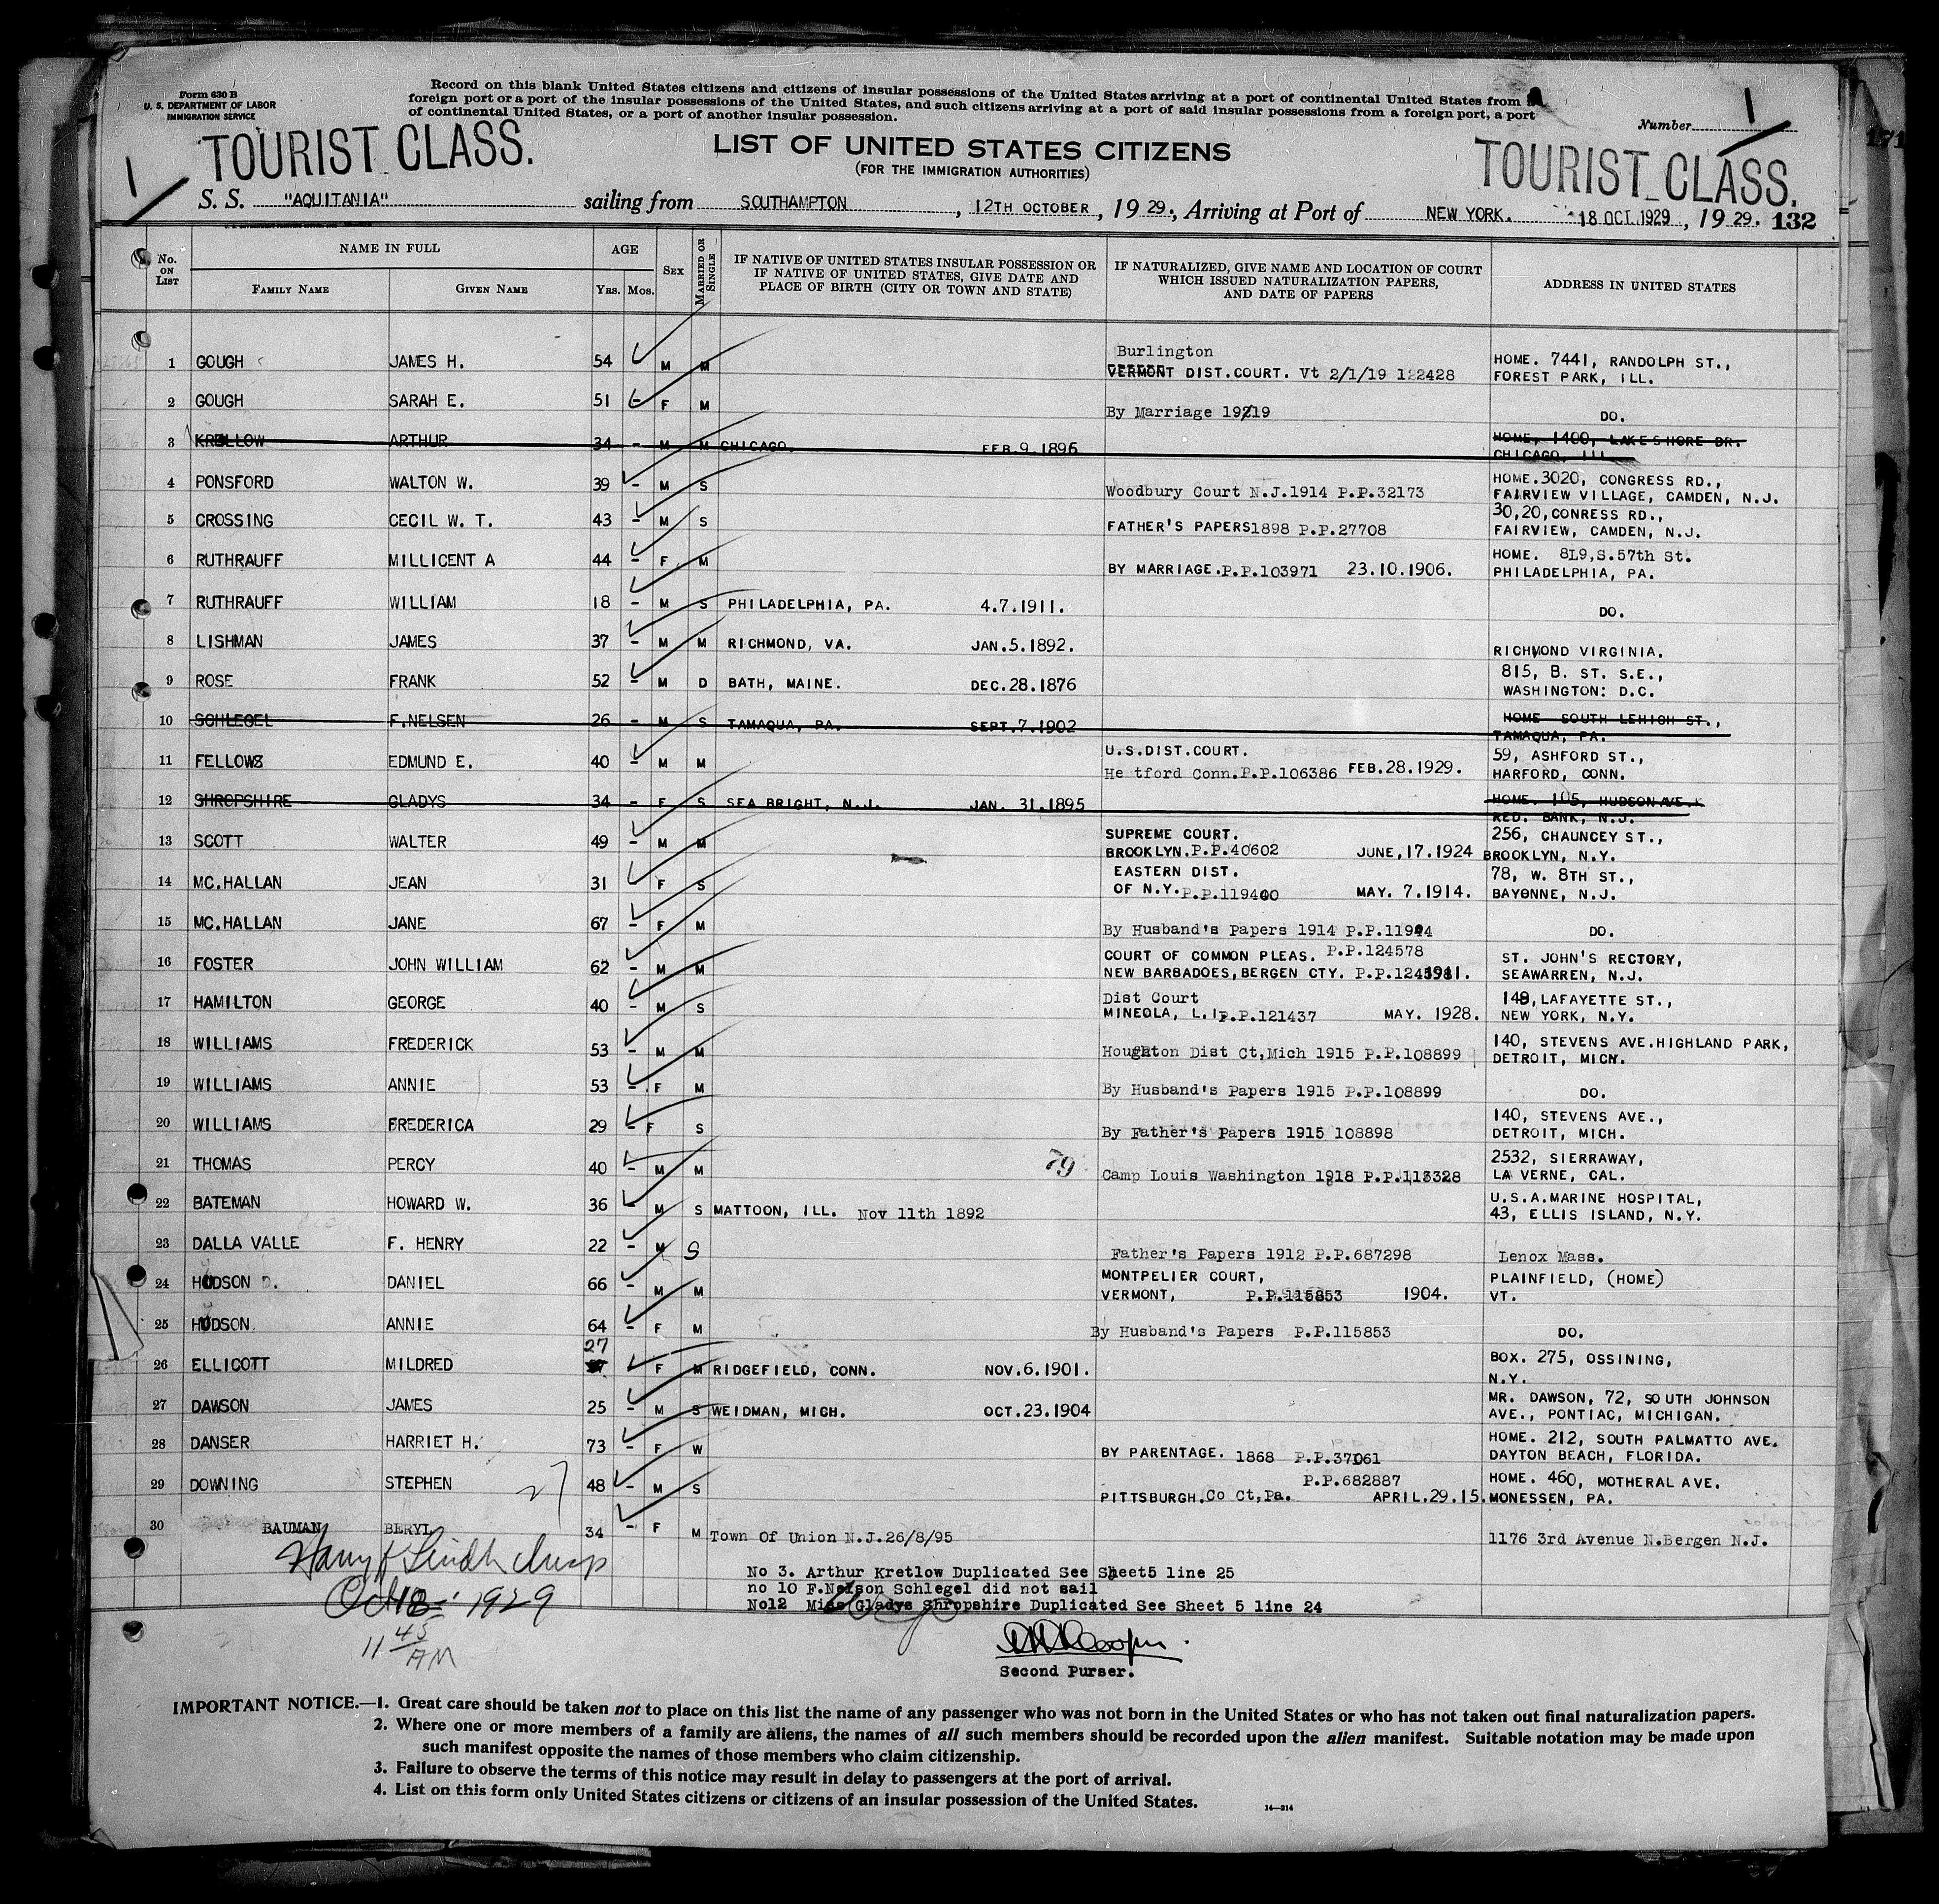 Form 630 B
U. S. DEPARTMENT OF LABOR
IMMIGRATION SERVICE
Record on this blank United States citizens and citizens of insular possessions of the United States arriving at a port of continental United States from
foreign port or a port of the insular possessions of the United States, and such citizens arriving at a port of said insular possessions from a foreign port, a port
of continental United States, or a port of another insular possession.
Number 1
171
TOURIST CLASS.
LIST OF UNITED STATES CITIZENS
(FOR THE IMMIGRATION AUTHORITIES)
TOURIST CLASS.
1
S. S. "AQUITANIA" sailing from SOUTHAMPTON, 12TH OCTOBER, 1929., Arriving at Port of NEW YORK. 18 OCT. 1929, 1929. 132
No. ON LIST
NAME IN FULL
FAMILY NAME
GIVEN NAME
AGE
YRS. MOS.
SEX
MARRIED OR SINGLE
IF NATIVE OF UNITED STATES INSULAR POSSESSION OR
IF NATIVE OF UNITED STATES, GIVE DATE AND
PLACE OF BIRTH (CITY OR TOWN AND STATE)
IF NATURALIZED, GIVE NAME AND LOCATION OF COURT
WHICH ISSUED NATURALIZATION PAPERS,
AND DATE OF PAPERS
ADDRESS IN UNITED STATES
Burlington
1 GOUGH JAMES H. 54 M M VERMONT DIST.COURT. Vt 2/1/19 122428 HOME. 7441, RANDOLPH ST.,
FOREST PARK, ILL.
2 GOUGH SARAH E. 51 - F M By Marriage 1919 DO.
3 KRELLOW ARTHUR 34 - M M CHICAGO. FEB.9.1896 HOME, 1400, LAKESHORE DR.
CHICAGO. ILL
4 PONSFORD WALTON W. 39 - M S Woodbury Court N.J.1914 P.P.32173 HOME.3020, CONGRESS RD.,
FAIRVIEW VILLAGE, CAMDEN, N.J.
5 CROSSING CECIL W. T. 43 - M S FATHER'S PAPERS 1898 P.P.27708 30,20,CONRESS RD.,
FAIRVIEW, CAMDEN, N.J.
6 RUTHRAUFF MILLICENT A 44 - F M BY MARRIAGE.P.P.103971 23.10.1906. HOME. 8L9,S.57th St.
PHILADELPHIA, PA.
7 RUTHRAUFF WILLIAM 18 - M S PHILADELPHIA, PA. 4.7.1911. DO.
8 LISHMAN JAMES 37 - M M RICHMOND, VA. JAN.5.1892. RICHMOND VIRGINIA.
9 ROSE FRANK 52 - M D BATH, MAINE. DEC.28.1876 815, B. ST. S.E.,
WASHINGTON: D.C.
10 SCHLEGEL F.NELSEN 26 - M S TAMAQUA, PA. SEPT.7.1902 HOME SOUTH LEHIGH ST.,
TAMAQUA, PA.
U.S.DIST.COURT.
11 FELLOWS EDMUND E. 40 - M M He tford Conn.P.P.106386 FEB.28.1929. 59, ASHFORD ST.,
HARFORD, CONN.
12 SHROPSHIRE GLADYS 34 - F S SEA BRIGHT, N.J. JAN. 31.1895 HOME. 105, HUDSON AVE.
RED. BANK, N.J.
SUPREME COURT.
13 SCOTT WALTER 49 - M M BROOKLYN.P.P.40602 JUNE,17.1924 256, CHAUNCEY ST.,
BROOKLYN, N.Y.
EASTERN DIST.
14 MC.HALLAN JEAN 31 F S OF N.Y.P.P.119440 MAY. 7.1914. 78, W. 8TH ST.,
BAYONNE, N.J.
15 MC.HALLAN JANE 67 - F M By Husband's Papers 1914 P.P.11944 DO.
COURT OF COMMON PLEAS. P.P.124578
16 FOSTER JOHN WILLIAM 62 - M M NEW BARBADOES,BERGEN CTY. ST. JOHN'S RECTORY,
SEAWARREN, N.J.
Dist Court
17 HAMILTON GEORGE 40 - M S MINEOLA, L.I.P.P.121437 MAY. 1928. 148,LAFAYETTE ST.,
NEW YORK, N.Y.
18 WILLIAMS FREDERICK 53 - M M Houghton Dist Ct,Mich 1915 P.P.108899 140, STEVENS AVE.HIGHLAND PARK,
DETROIT, MICH.
19 WILLIAMS ANNIE 53 - F M By Husband's Papers 1915 P.P.108899 DO.
20 WILLIAMS FREDERICA 29 - F S By Father's Papers 1915 108898 140, STEVENS AVE.,
DETROIT, MICH.
79
21 THOMAS PERCY 40 - M M Camp Louis Washington 1918 P.P.113328 2532, SIERRAWAY,
LA VERNE, CAL.
22 BATEMAN HOWARD W. 36 M S MATTOON, ILL. Nov 11th 1892 U.S.A.MARINE HOSPITAL,
43, ELLIS ISLAND, N.Y.
23 DALLA VALLE F. HENRY 22 - M S Father's Papers 1912 P.P.687298 Lenox Mass.
MONTPELIER COURT,
24 HUDSON D. DANIEL 66 - M M VERMONT, P.P.115853 1904. PLAINFIELD, (HOME)
VT.
25 HUDSON ANNIE 64 - F M By Husband's Papers P.P.115853 DO.
27
26 ELLICOTT MILDRED F M RIDGEFIELD, CONN. NOV.6.1901. BOX. 275, OSSINING,
N.Y.
27 DAWSON JAMES 25 - M S WEIDMAN, MICH. OCT.23.1904 MR. DAWSON, 72, SOUTH JOHNSON
AVE., PONTIAC, MICHIGAN.
28 DANSER HARRIET H. 73 - F W BY PARENTAGE. 1868 P.P.37061 HOME. 212, SOUTH PALMATTO AVE.
DAYTON BEACH, FLORIDA.
P.P.682887
29 DOWNING STEPHEN 27 48 - M S PITTSBURGH.Co Ct,Pa. APRIL.29.15. HOME. 460, MOTHERAL AVE.
MONESSEN, PA.
30 BAUMAN BERYL 34 - F M Town Of Union N.J.26/8/95 1176 3rd Avenue N.Bergen N.J.
No 3. Arthur Kretlow Duplicated See Sheet5 line 25
no 10 F.Nelson Schlegel did not sail
No12 Miss Gladys Shropshire Duplicated See Sheet 5 line 24
Oct 18 1929
11 45 AM
Second Purser.
IMPORTANT NOTICE.—1. Great care should be taken not to place on this list the name of any passenger who was not born in the United States or who has not taken out final naturalization papers.
2. Where one or more members of a family are aliens, the names of all such members should be recorded upon the alien manifest. Suitable notation may be made upon
such manifest opposite the names of those members who claim citizenship.
3. Failure to observe the terms of this notice may result in delay to passengers at the port of arrival.
4. List on this form only United States citizens or citizens of an insular possession of the United States.
14—214